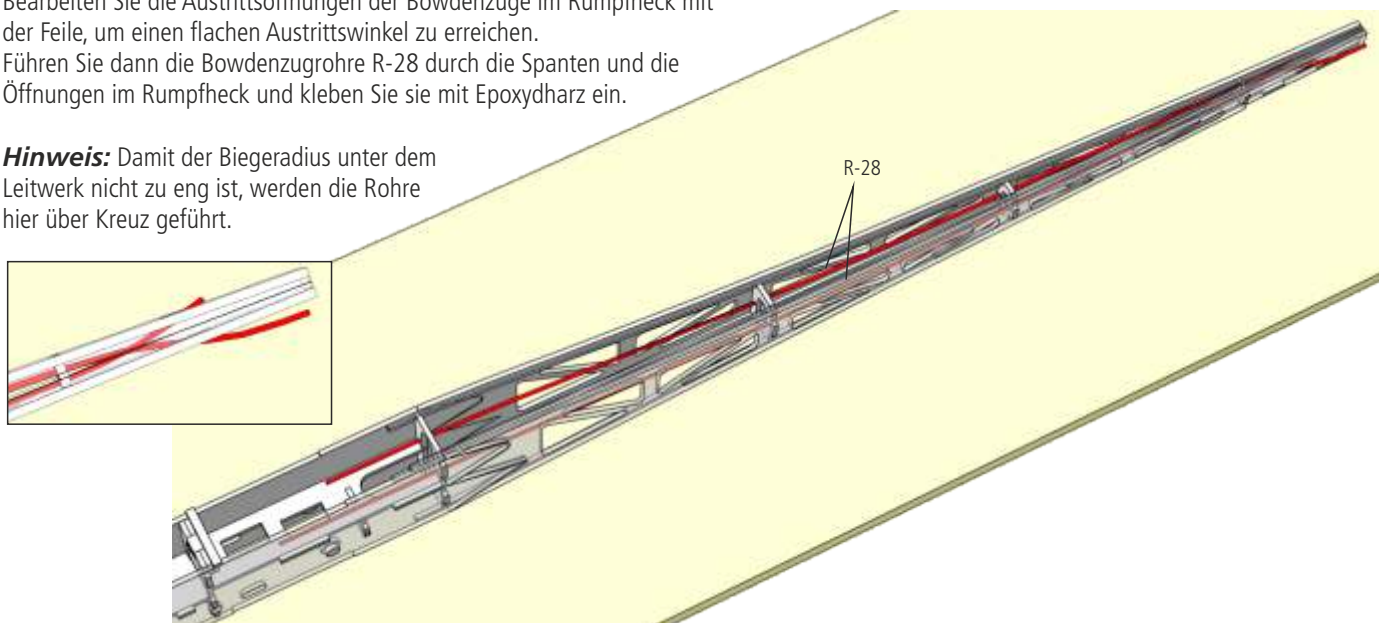 Bearbeiten Sie die Austrittsöffnungen der Bowdenzüge im Rumpfheck mit
der Feile, um einen flachen Austrittswinkel zu erreichen.
Führen Sie dann die Bowdenzugrohre R-28 durch die Spanten und die
Öffnungen im Rumpfheck und kleben Sie sie mit Epoxydharz ein.
Hinweis: Damit der Biegeradius unter dem
Leitwerk nicht zu eng ist, werden die Rohre
hier über Kreuz geführt.
R-28